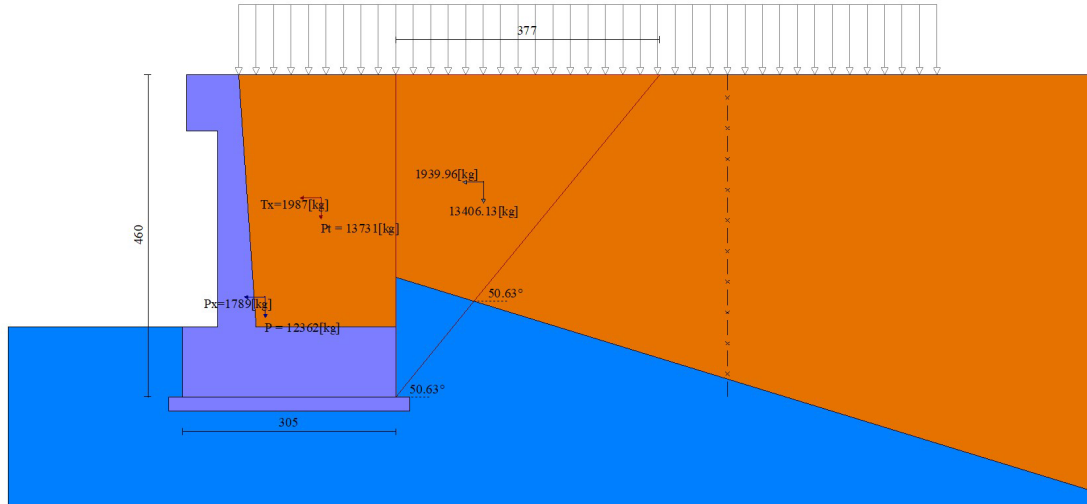 377
1939.96[kg]
13406.13[kg]
Tx=1987[kg]
Pt = 13731[kg]
460
50.63°
Px=1789[kg]
P = 12362[kg]
50.63°
305